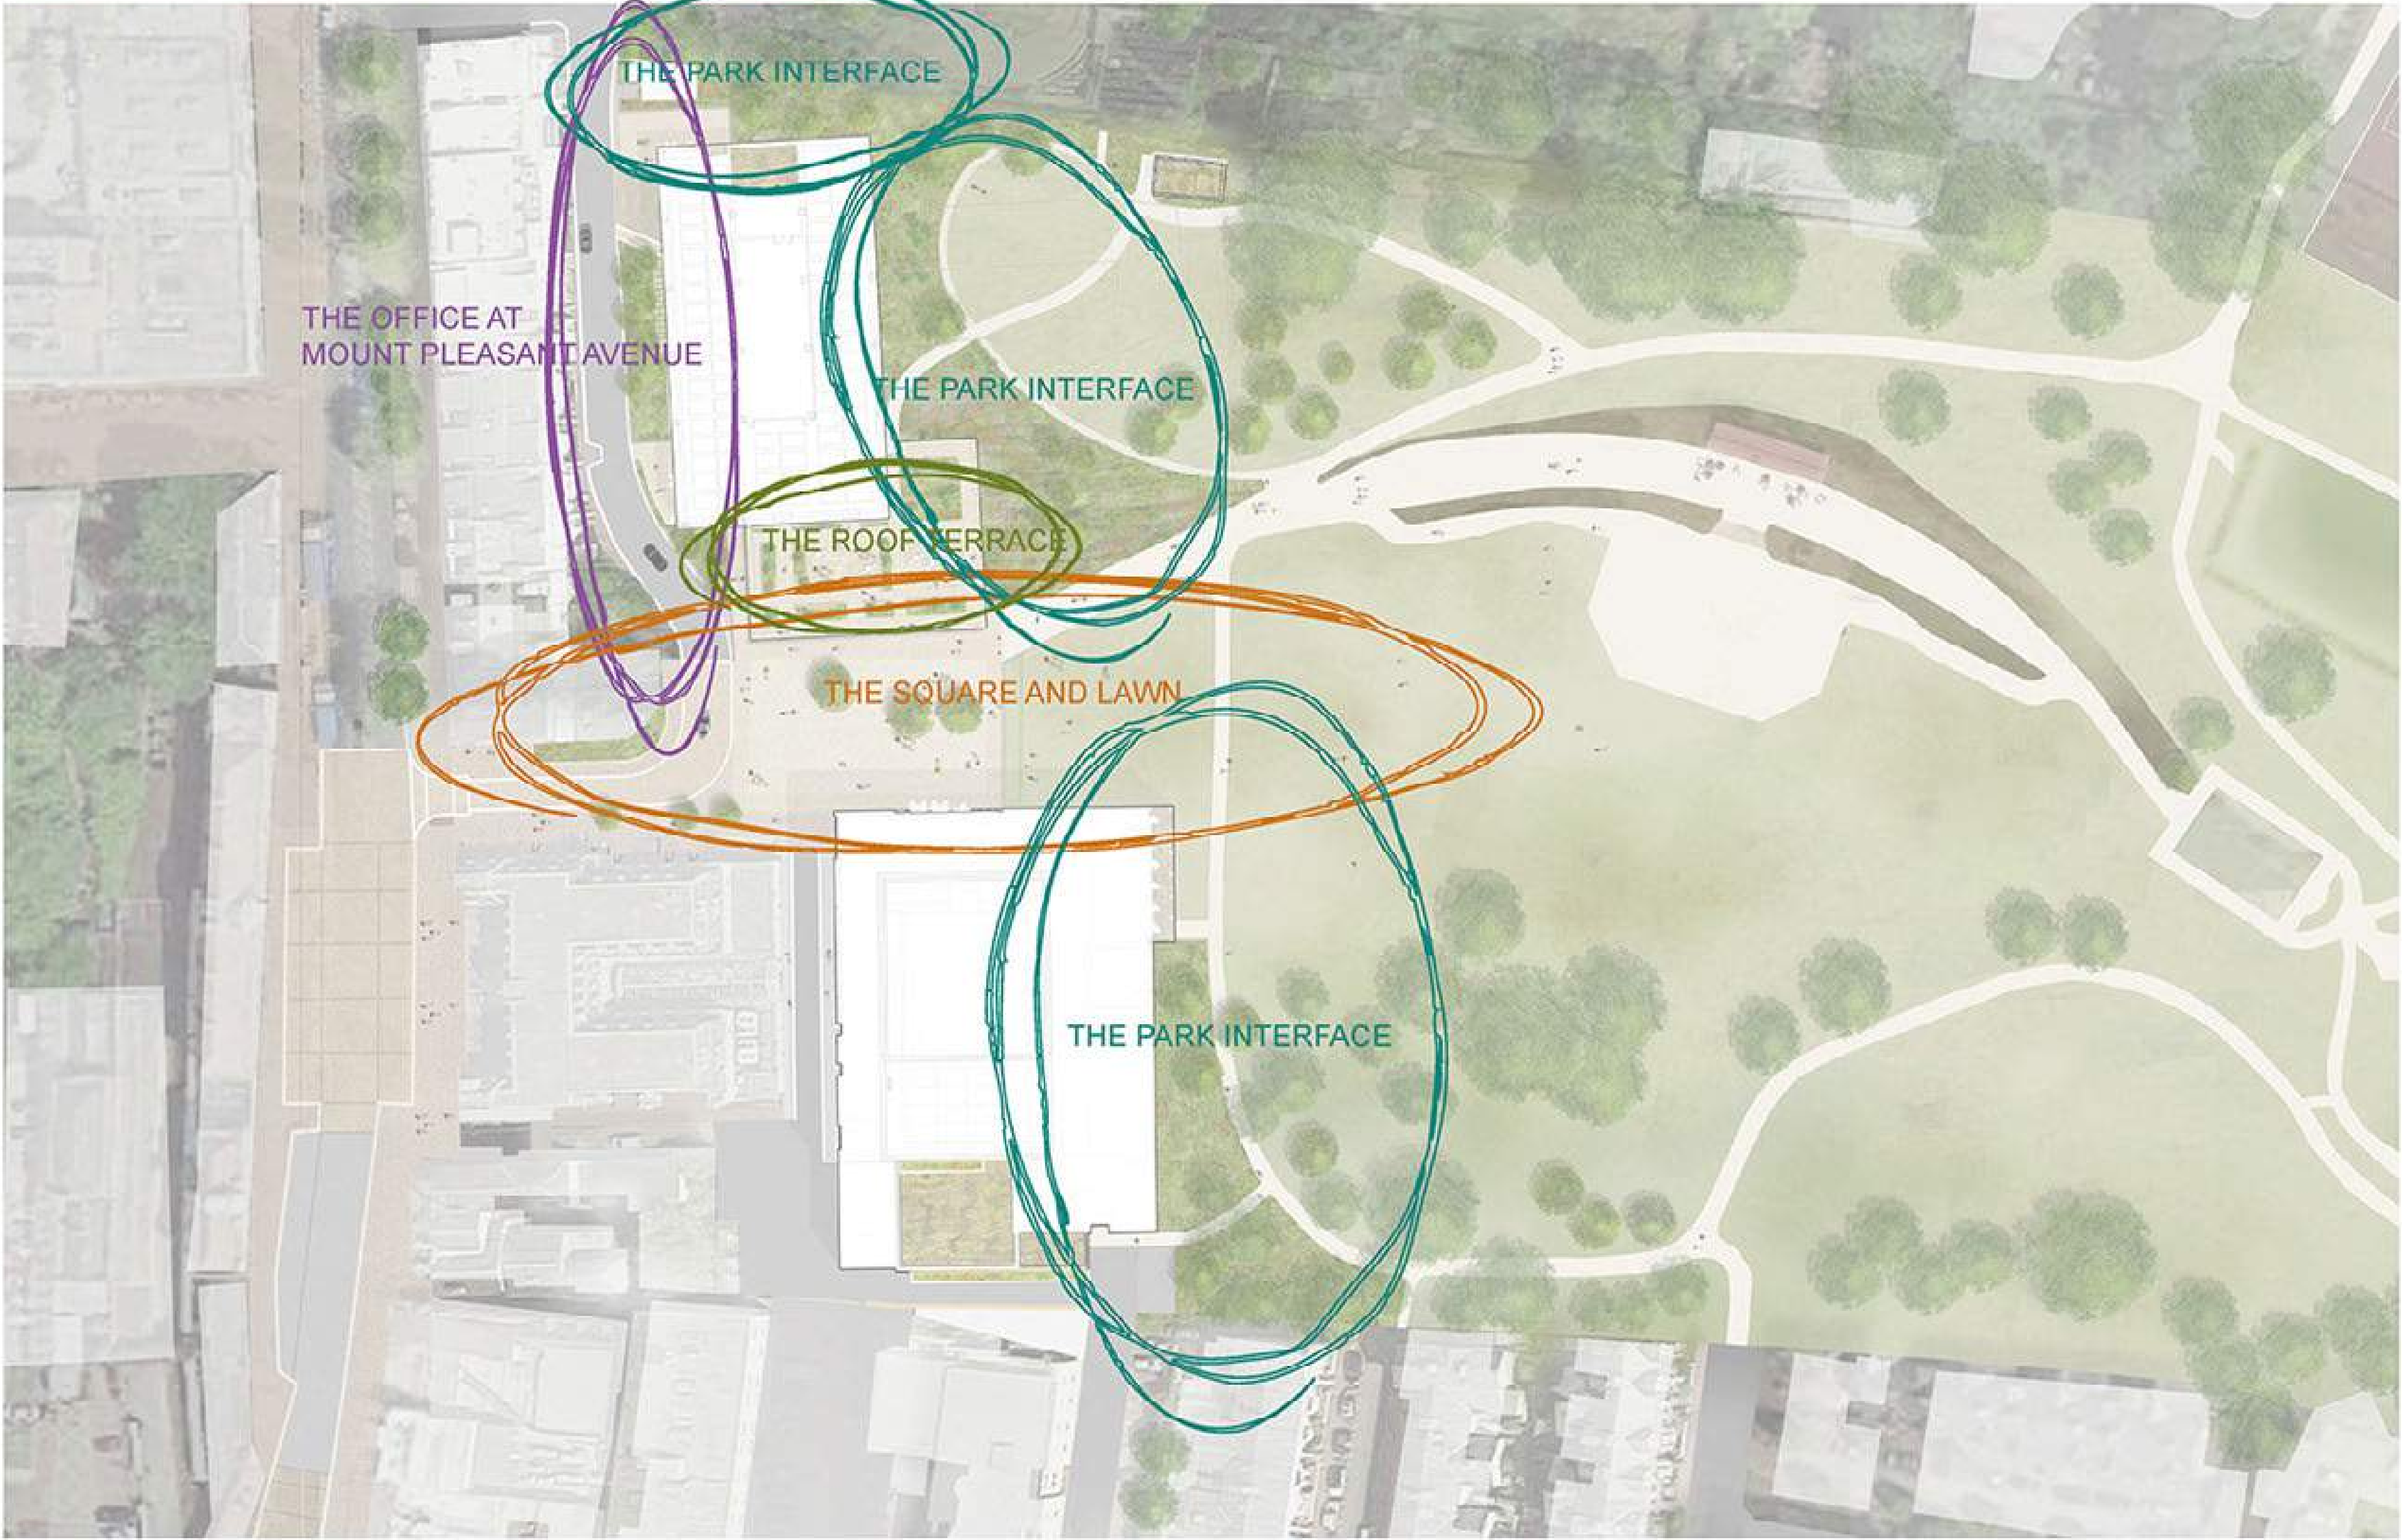 THE PARK INTERFACE
THE OFFICE AT
MOUNT PLEASANT AVENUE
THE PARK INTERFACE
THE ROOF TERRACE
THE SQUARE AND LAWN
THE PARK INTERFACE